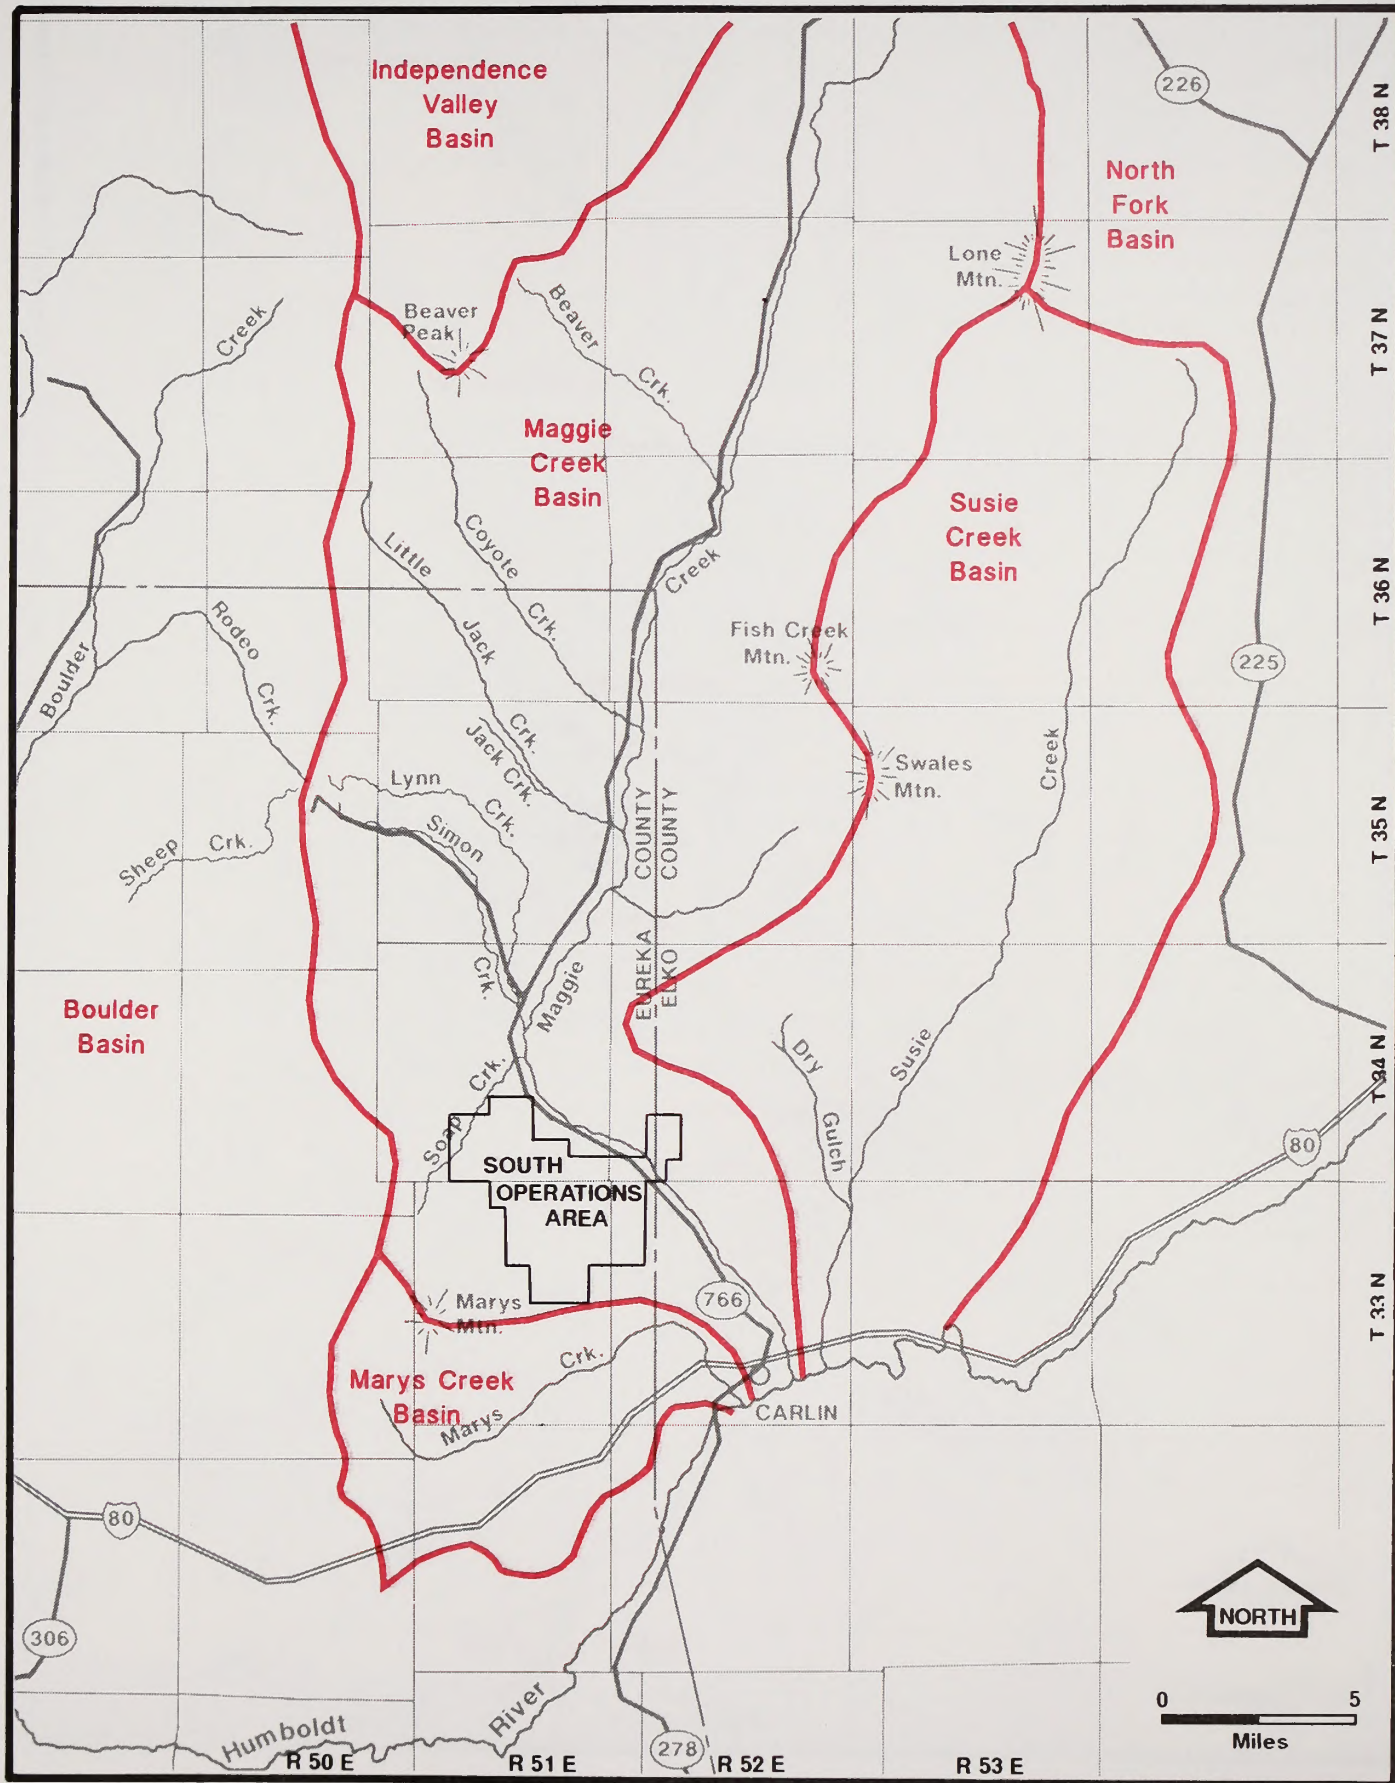 Independence
Valley
Basin
226
T 38 N
North
Fork
Basin
Lone
Mtn.
Creek
Beaver
Peak
Beaver
Crk.
T 37 N
Maggie
Creek
Basin
Susie
Creek
Basin
Coyote
Crk.
Little
Jack
Crk.
Creek
T 36 N
Rodeo
Crk.
Boulder
Fish Creek
Mtn.
225
Jack Crk.
Swales
Mtn.
Creek
Lynn
Crk.
Simon
Crk.
Sheep Crk.
EUREKA COUNTY
ELKO COUNTY
T 35 N
Maggie
Boulder
Basin
Dry
Gulch
Susie
T 34 N
Soap Crk.
80
SOUTH
OPERATIONS
AREA
766
Marys
Mtn.
T 33 N
Marys Creek
Basin
Marys
Crk.
CARLIN
80
306
NORTH
0 5
Miles
Humboldt
River
278
R 50 E
R 51 E
R 52 E
R 53 E